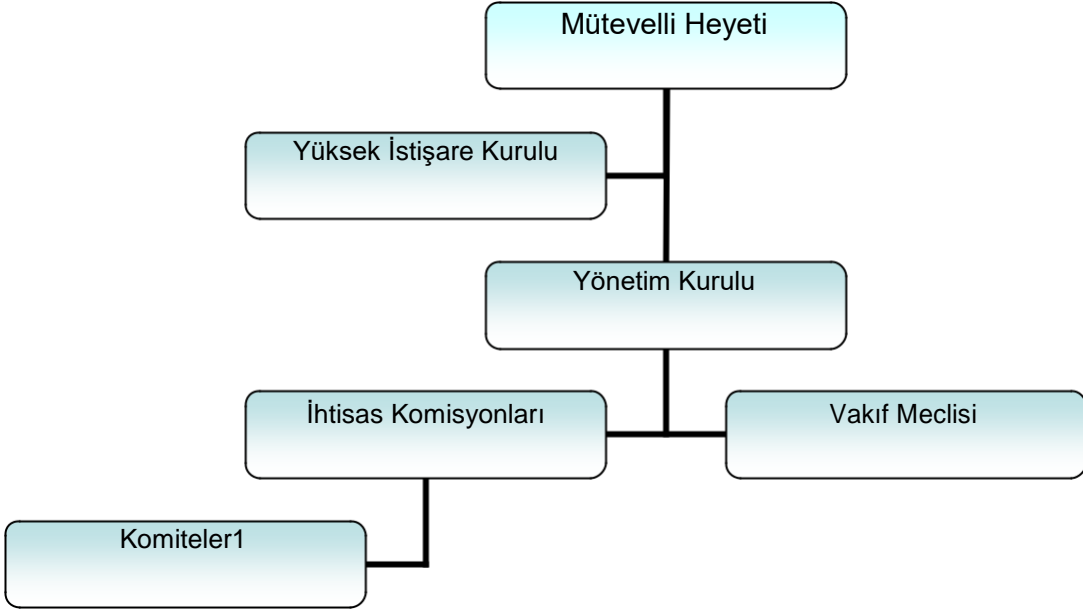 Mütevelli Heyeti
Yüksek İstişare Kurulu
Yönetim Kurulu
İhtisas Komisyonları
Vakıf Meclisi
Komiteler1